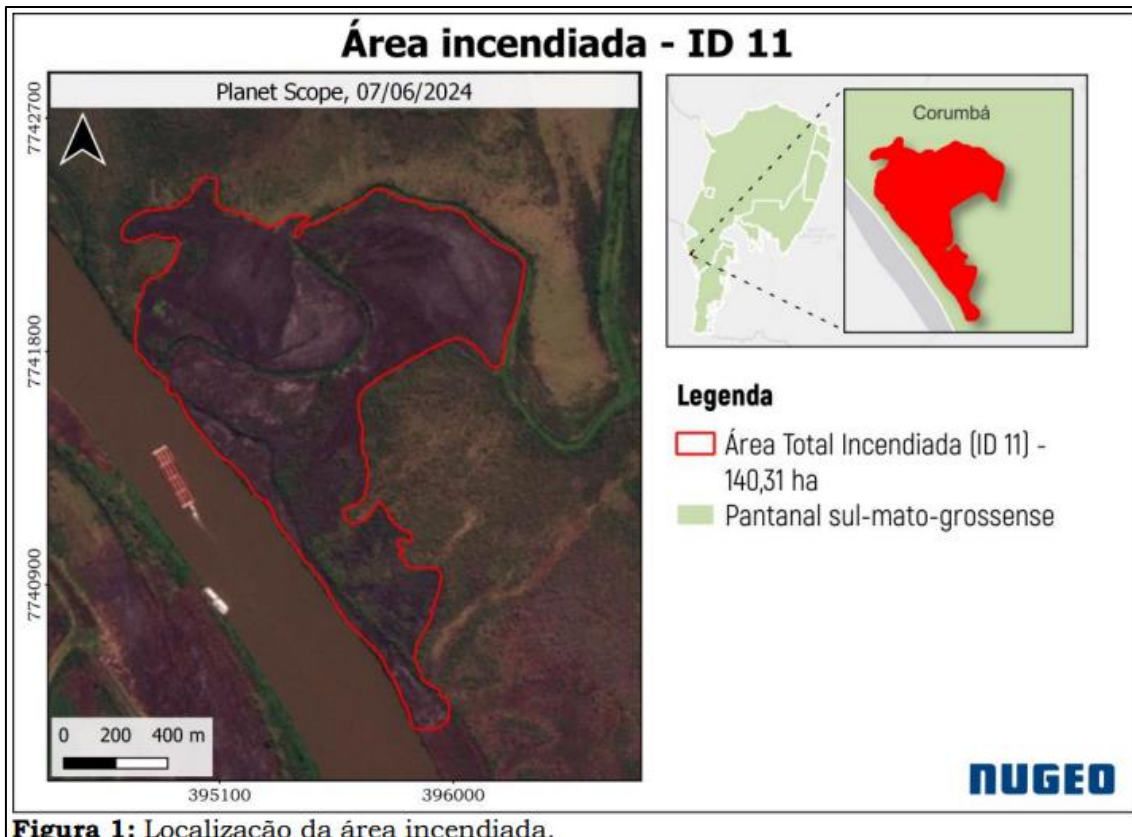 Área incendiada - ID 11
Planet Scope, 07/06/2024
7742700
7741800
7740900
0 200 400 m
395100 396000
Corumbá
Legenda
Área Total Incendiada (ID 11) -
140,31 ha
Pantanal sul-mato-grossense
NUGEO
Figura 1: Localização da área incendiada.